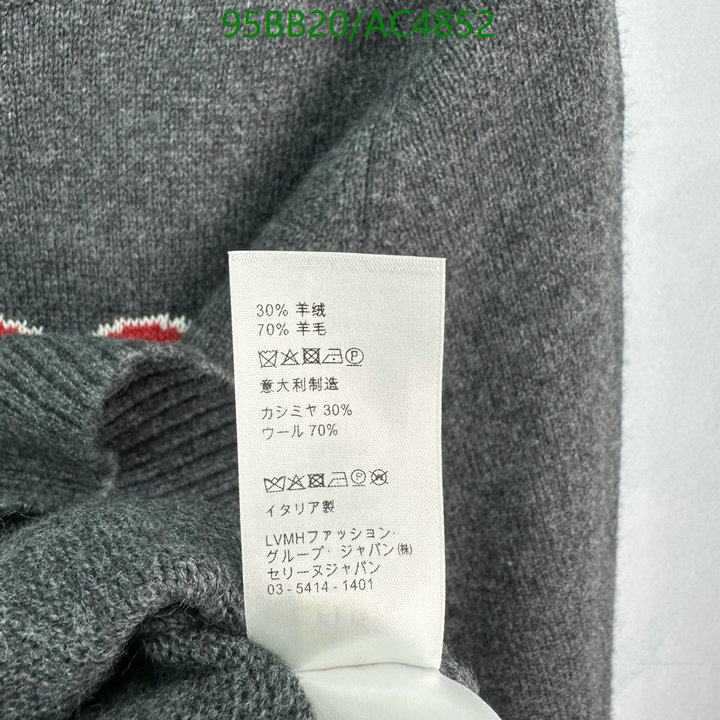 95BB20/AC4852
30% 羊绒
70% 羊毛
意大利制造
カシミヤ 30%
ウール 70%
イタリア製
LVMHファッション・
グループ・ジャパン(株)
セリーヌジャパン
03-5414-1401